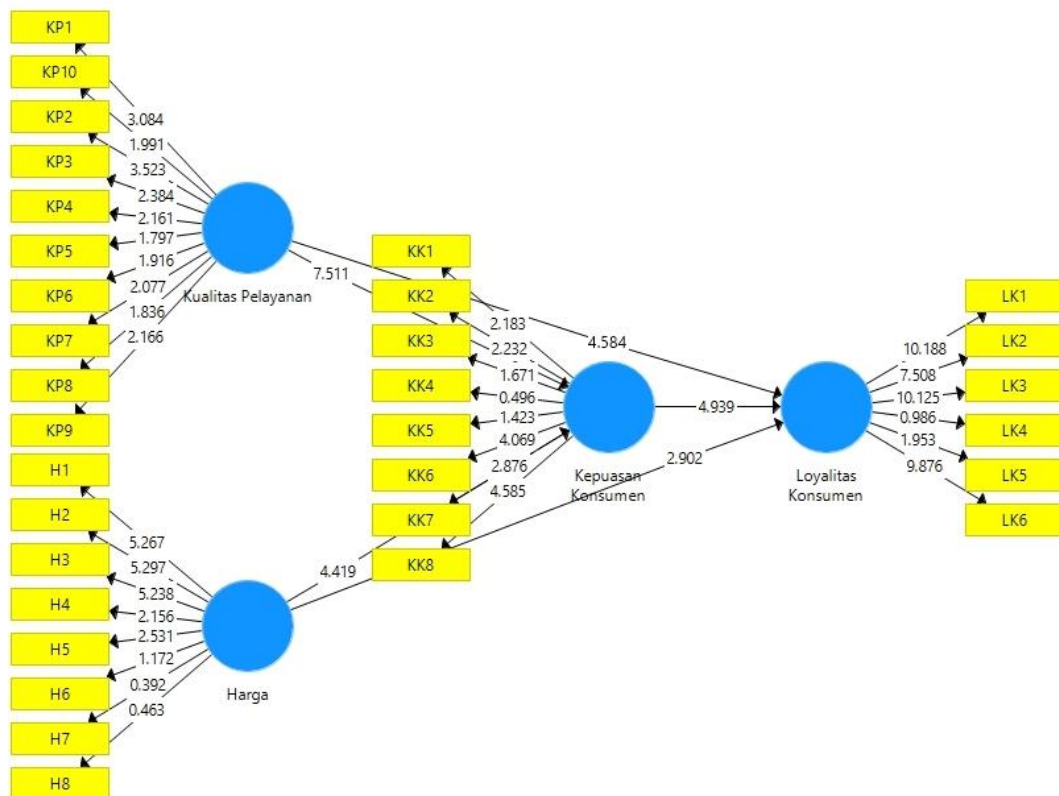 KP1
KP10
KP2
KP3
KP4
KP5
KP6
KP7
KP8
KP9
3.084
1.991
3.523
2.384
2.161
1.797
1.916
2.077
1.836
2.166
Kualitas Pelayanan
H1
H2
H3
H4
H5
H6
H7
H8
5.267
5.297
5.238
2.156
2.531
1.172
0.392
0.463
Harga
7.511
4.419
KK1
KK2
KK3
KK4
KK5
KK6
KK7
KK8
2.183
2.232
1.671
0.496
1.423
4.069
2.876
4.585
Kepuasan
Konsumen
4.584
4.939
2.902
Loyalitas
Konsumen
10.188
7.508
10.125
0.986
1.953
9.876
LK1
LK2
LK3
LK4
LK5
LK6